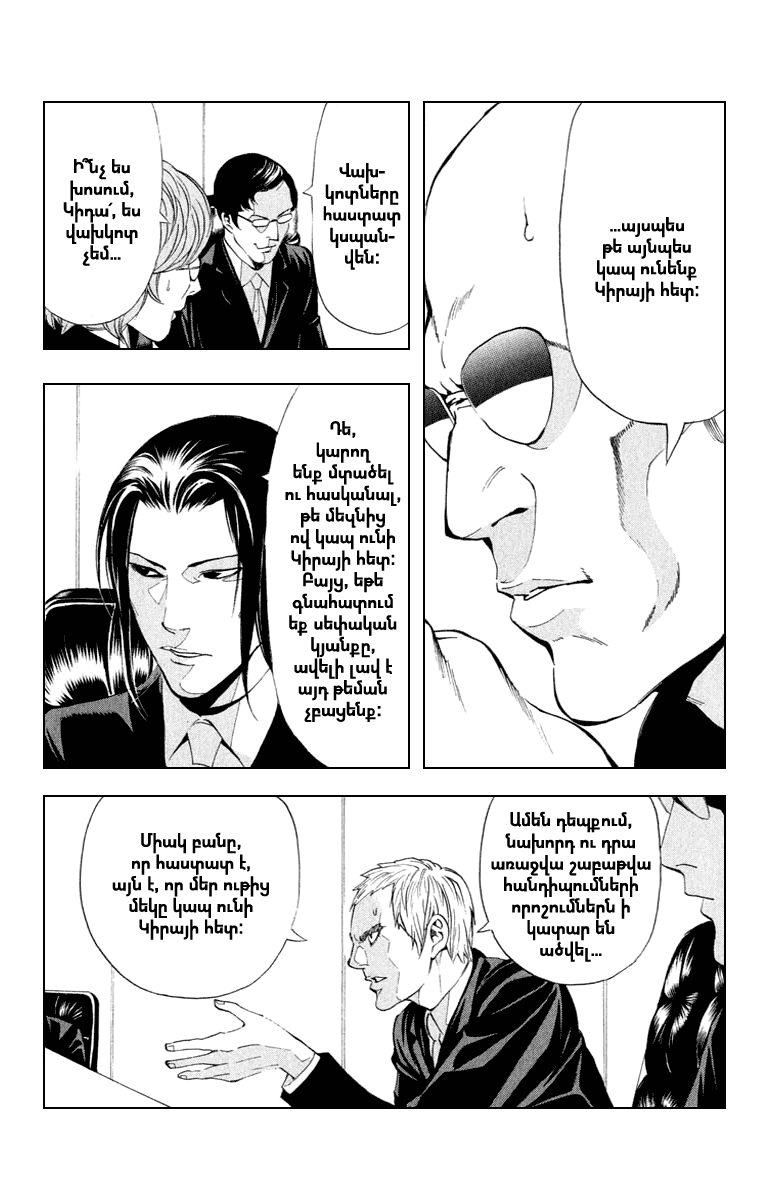 ...այսպես
թե այնպես
կապ ունենք
Կիրայի հետ:
Վախ-
կոտները
հաստատ
կսպան-
վեն:
Ի՞նչ ես
խոսում,
Կիդա՛, ես
վախկոտ
չեմ...
Դե,
կարող
ենք մտածել
ու հասկանալ,
թե մեզնից
ով կապ ունի
Կիրայի հետ:
Բայց, եթե
գնահատում
եք սեփական
կյանքը,
ավելի լավ է
այդ թեման
չբացենք:
Ամեն դեպքում,
նախորդ ու դրա
առաջվա շաբաթվա
հանդիպումների
որոշումներն ի
կատար են
ածվել...
Միակ բանը,
որ հաստատ է,
այն է, որ մեր ութից
մեկը կապ ունի
Կիրայի հետ: